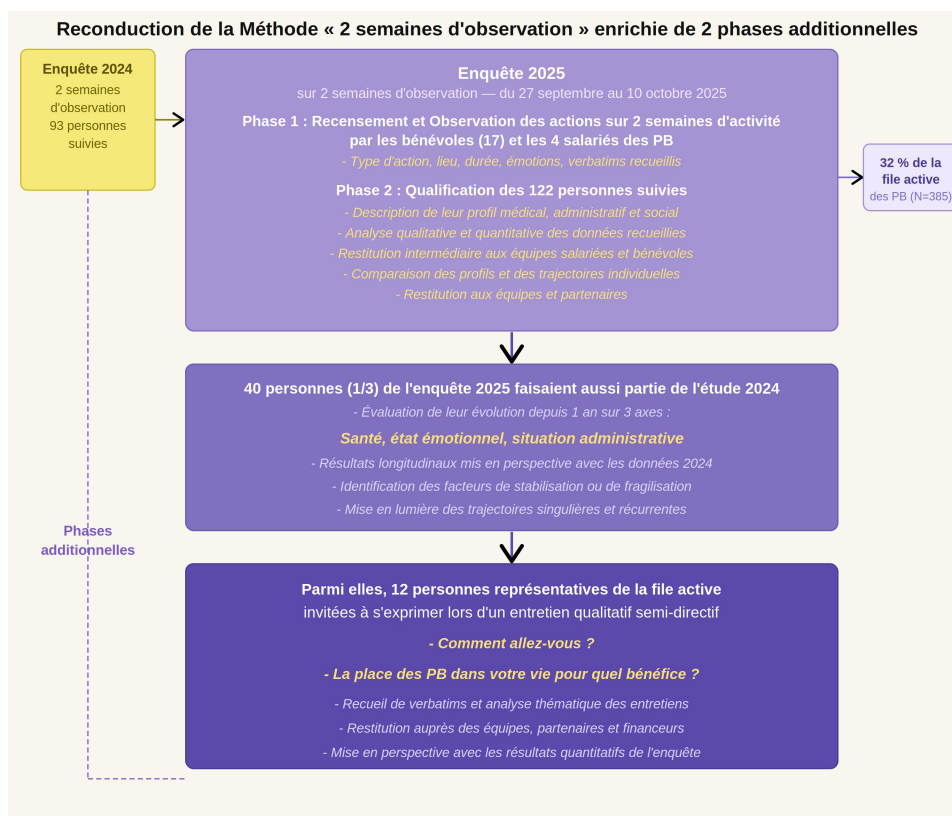 Reconduction de la Méthode « 2 semaines d'observation » enrichie de 2 phases additionnelles
Enquête 2024
2 semaines
d'observation
93 personnes
suivies
Enquête 2025
sur 2 semaines d'observation — du 27 septembre au 10 octobre 2025
Phase 1 : Recensement et Observation des actions sur 2 semaines d'activité
par les bénévoles (17) et les 4 salariés des PB
- Type d'action, lieu, durée, émotions, verbatims recueillis
Phase 2 : Qualification des 122 personnes suivies
- Description de leur profil médical, administratif et social
- Analyse qualitative et quantitative des données recueillies
- Restitution intermédiaire aux équipes salariées et bénévoles
- Comparaison des profils et des trajectoires individuelles
- Restitution aux équipes et partenaires
32 % de la
file active
des PB (N=385)
40 personnes (1/3) de l'enquête 2025 faisaient aussi partie de l'étude 2024
- Évaluation de leur évolution depuis 1 an sur 3 axes :
Santé, état émotionnel, situation administrative
- Résultats longitudinaux mis en perspective avec les données 2024
- Identification des facteurs de stabilisation ou de fragilisation
- Mise en lumière des trajectoires singulières et récurrentes
Phases
additionnelles
Parmi elles, 12 personnes représentatives de la file active
invitées à s'exprimer lors d'un entretien qualitatif semi-directif
- Comment allez-vous ?
- La place des PB dans votre vie pour quel bénéfice ?
- Recueil de verbatims et analyse thématique des entretiens
- Restitution auprès des équipes, partenaires et financeurs
- Mise en perspective avec les résultats quantitatifs de l'enquête